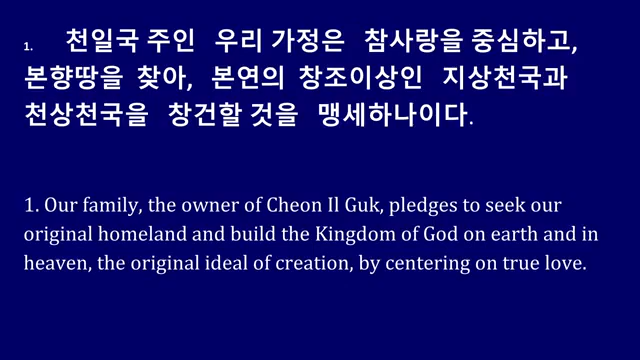 1. 천일국 주인 우리 가정은 참사랑을 중심하고,
본향땅을 찾아, 본연의 창조이상인 지상천국과
천상천국을 창건할 것을 맹세하나이다.
1. Our family, the owner of Cheon Il Guk, pledges to seek our
original homeland and build the Kingdom of God on earth and in
heaven, the original ideal of creation, by centering on true love.